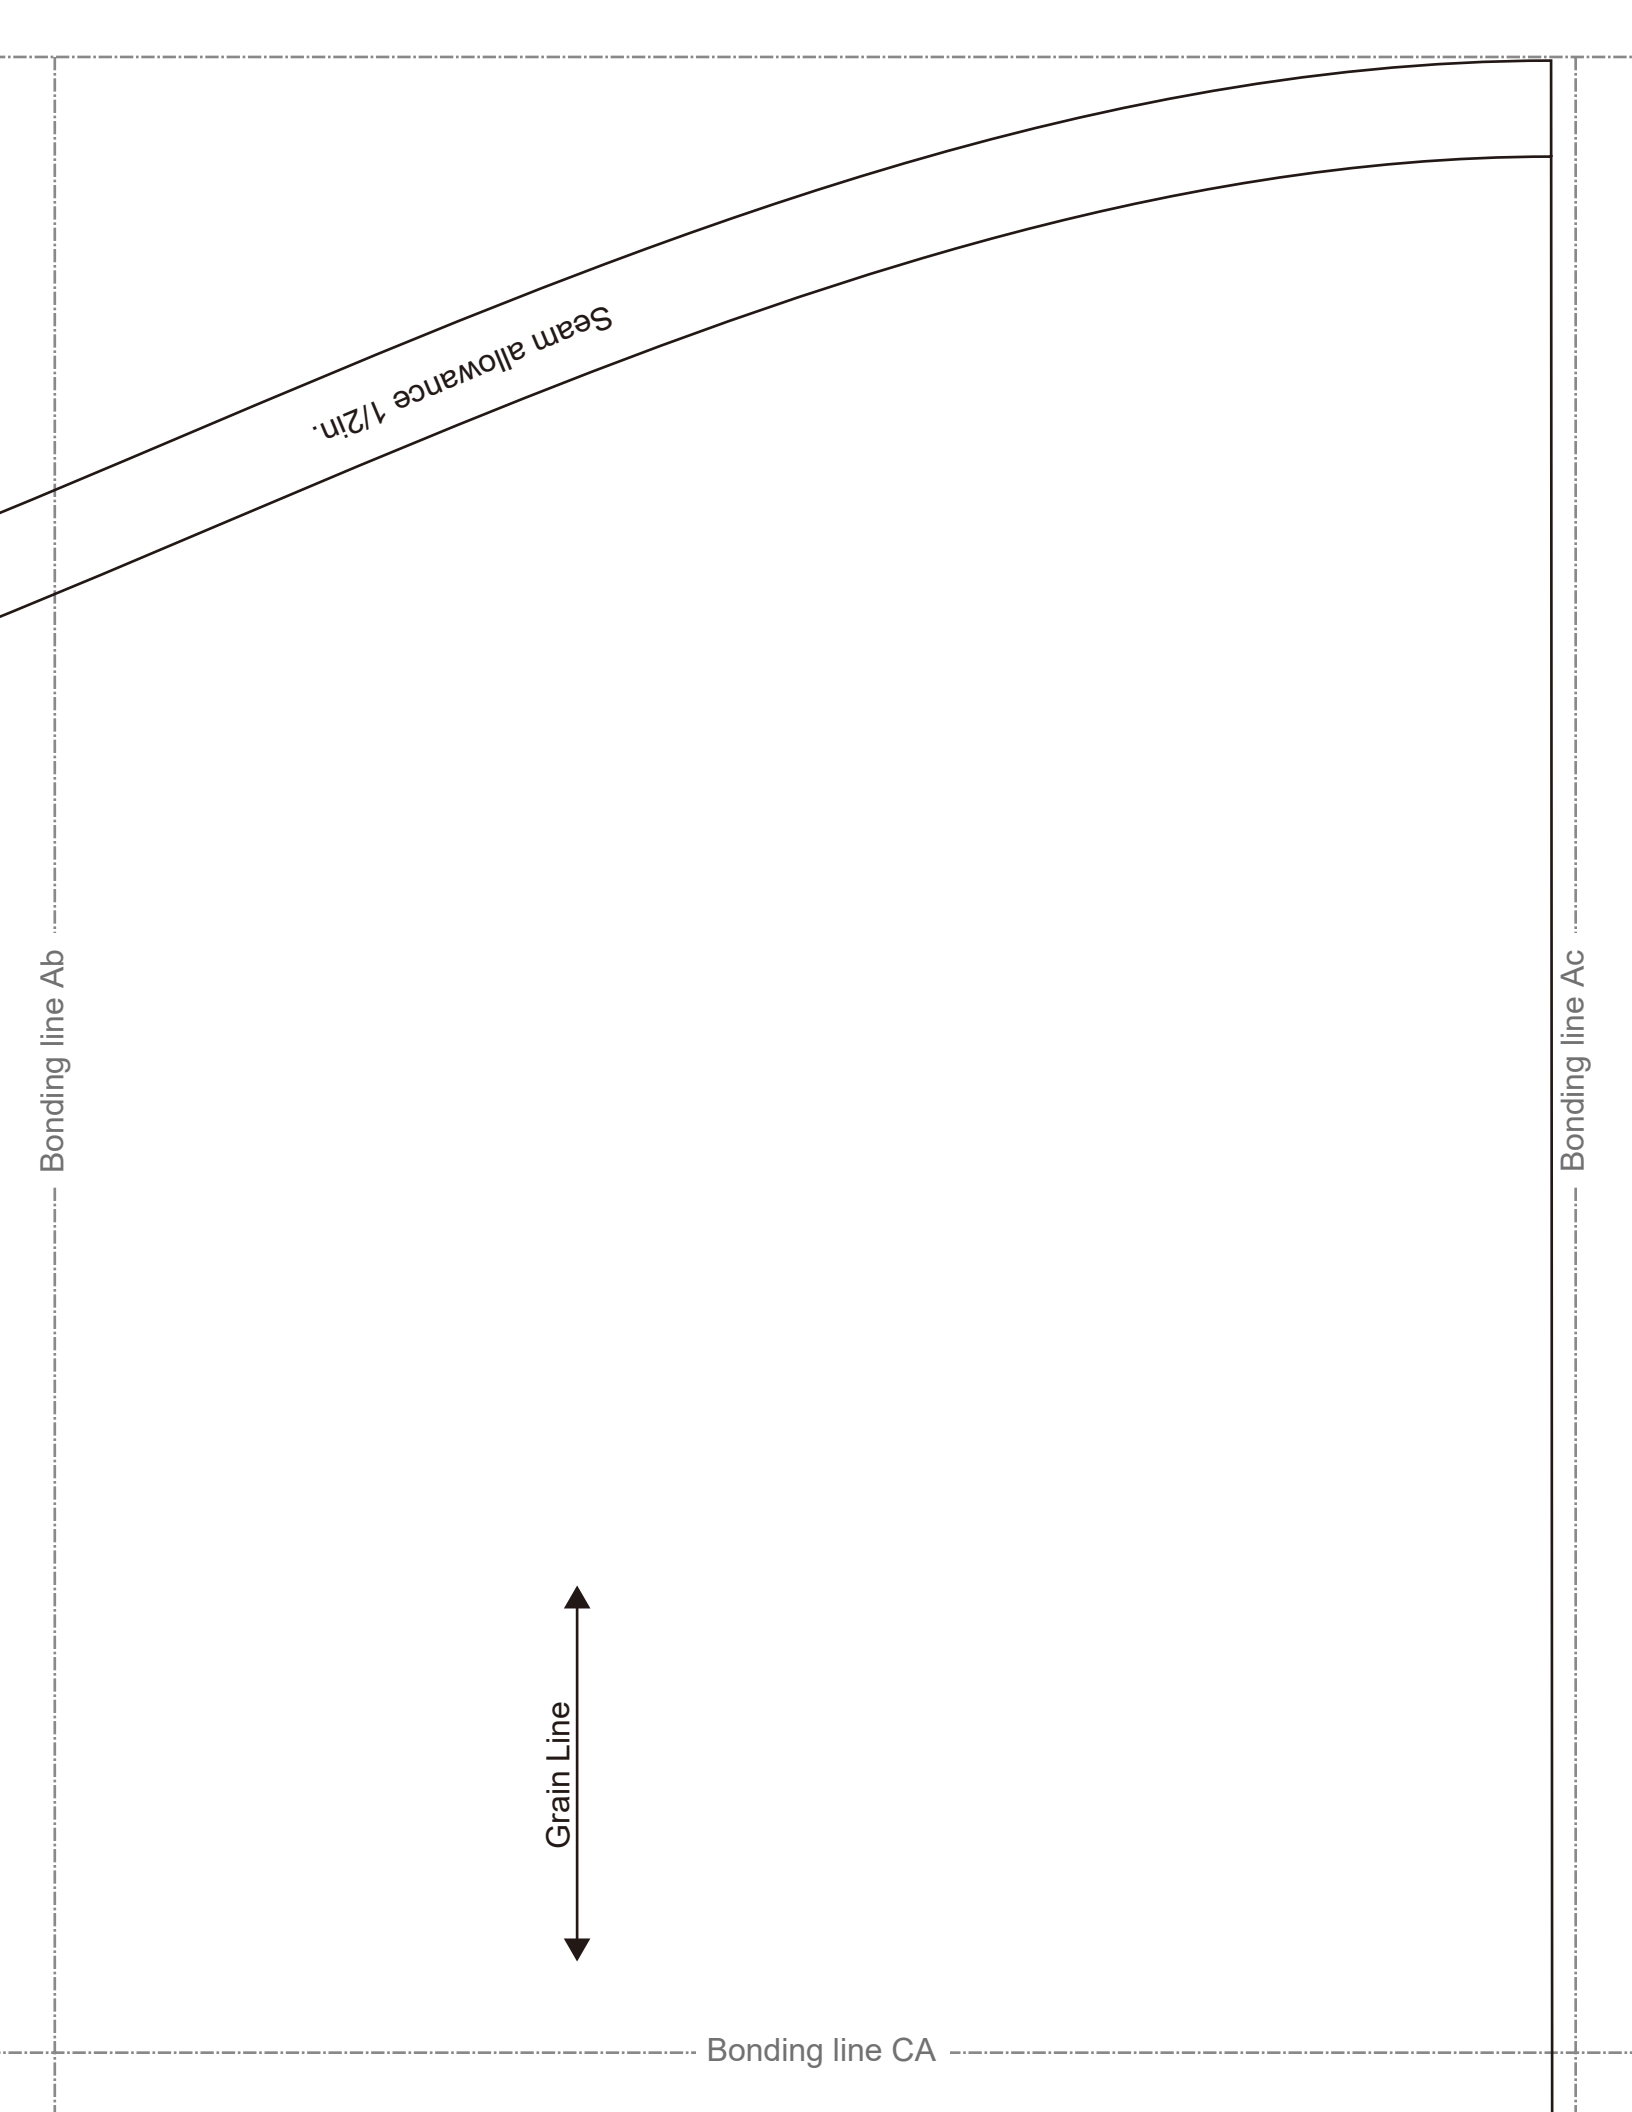 Seam allowance 1/2in.
Bonding line Ab
Bonding line Ac
Grain Line
Bonding line CA